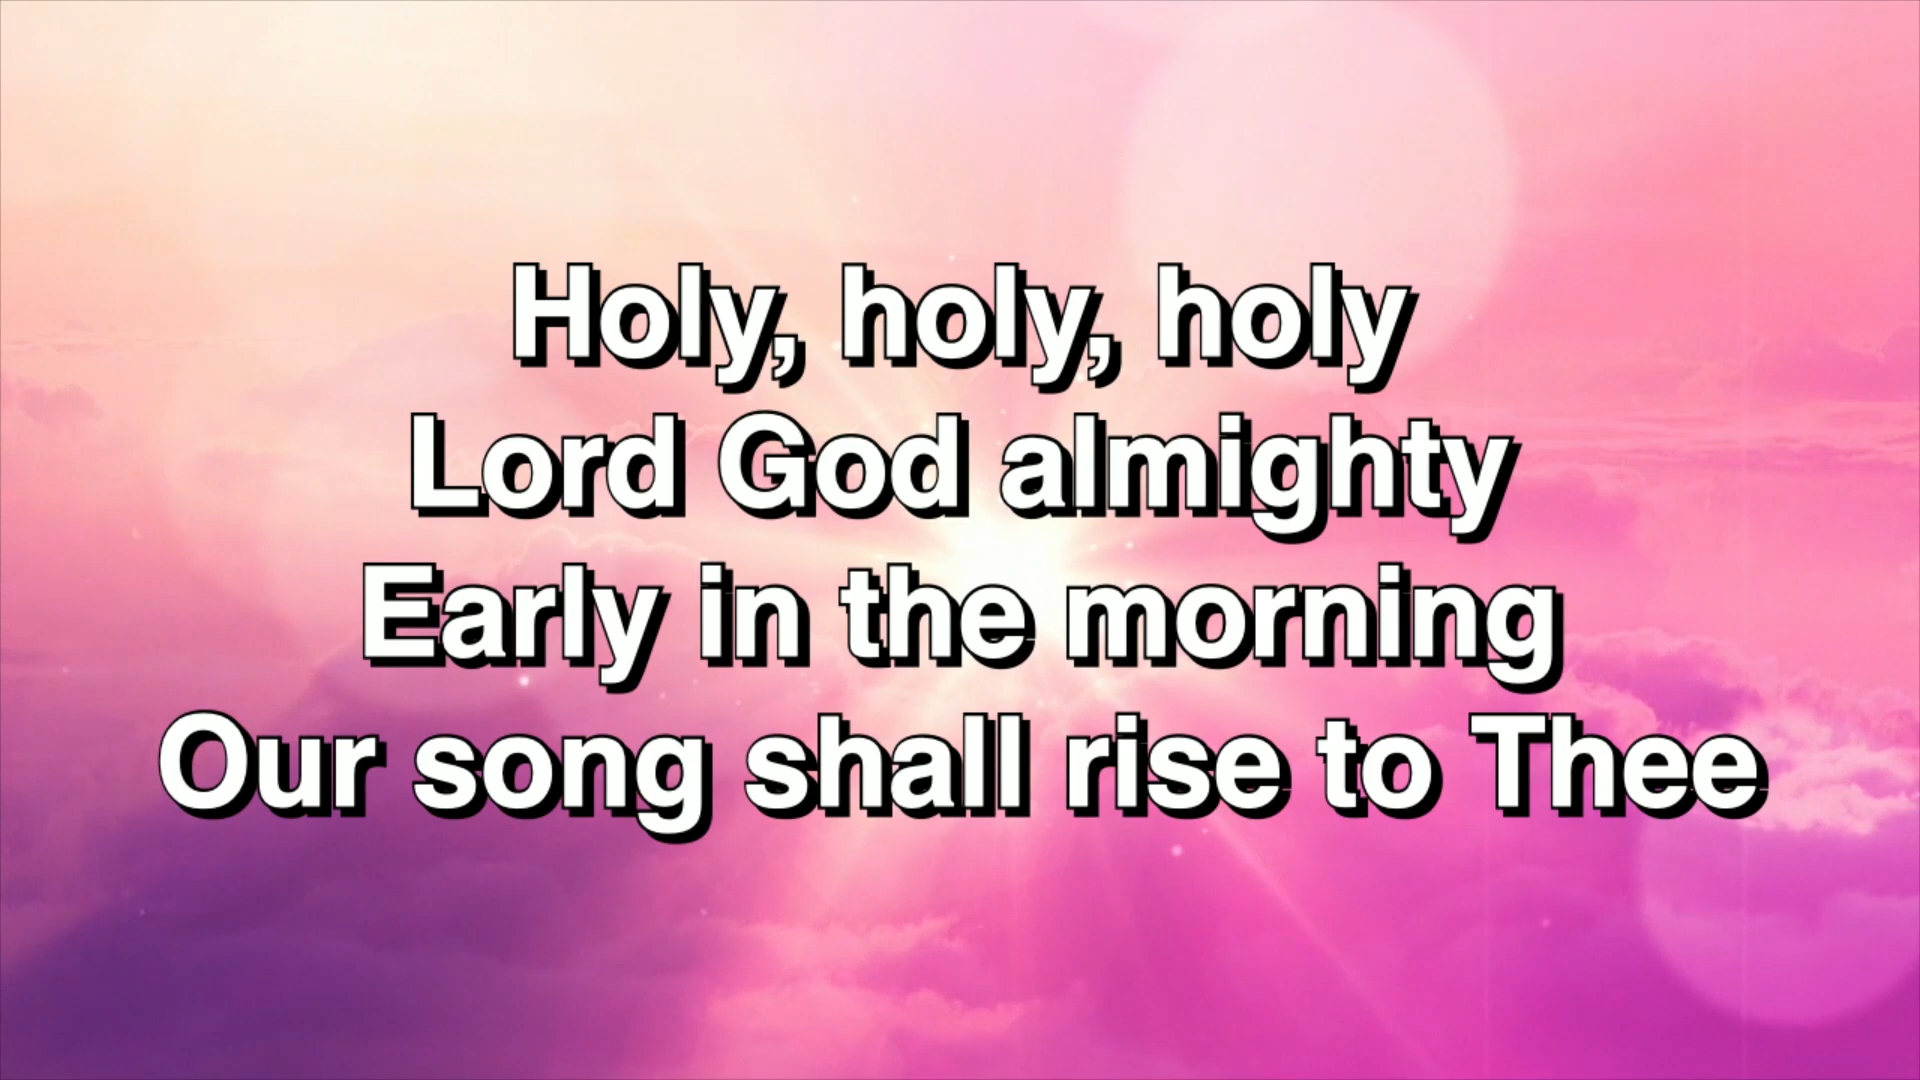 Holy, holy, holy
Lord God almighty
Early in the morning
Our song shall rise to Thee